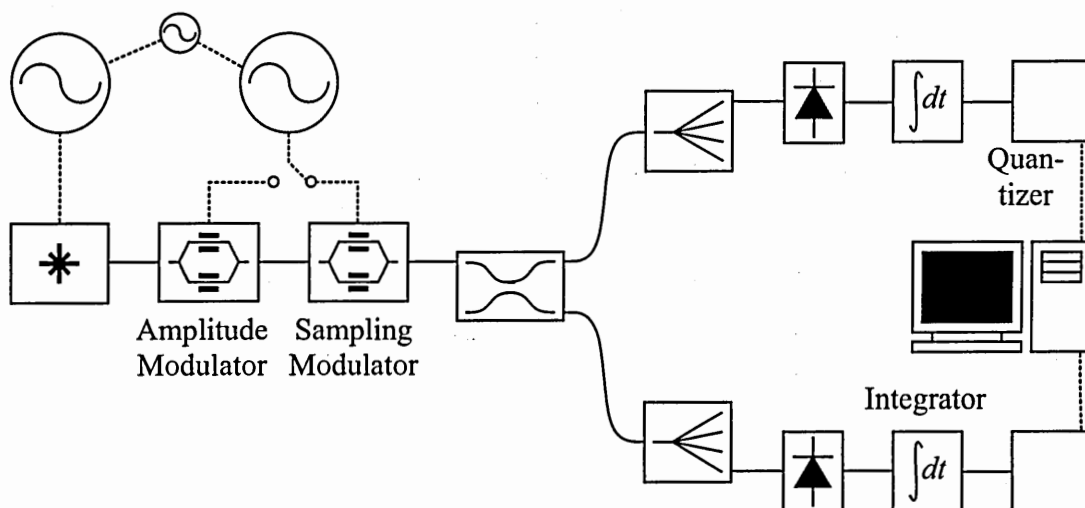 ∫dt
Quan-
tizer
Amplitude
Modulator
Sampling
Modulator
Integrator
∫dt